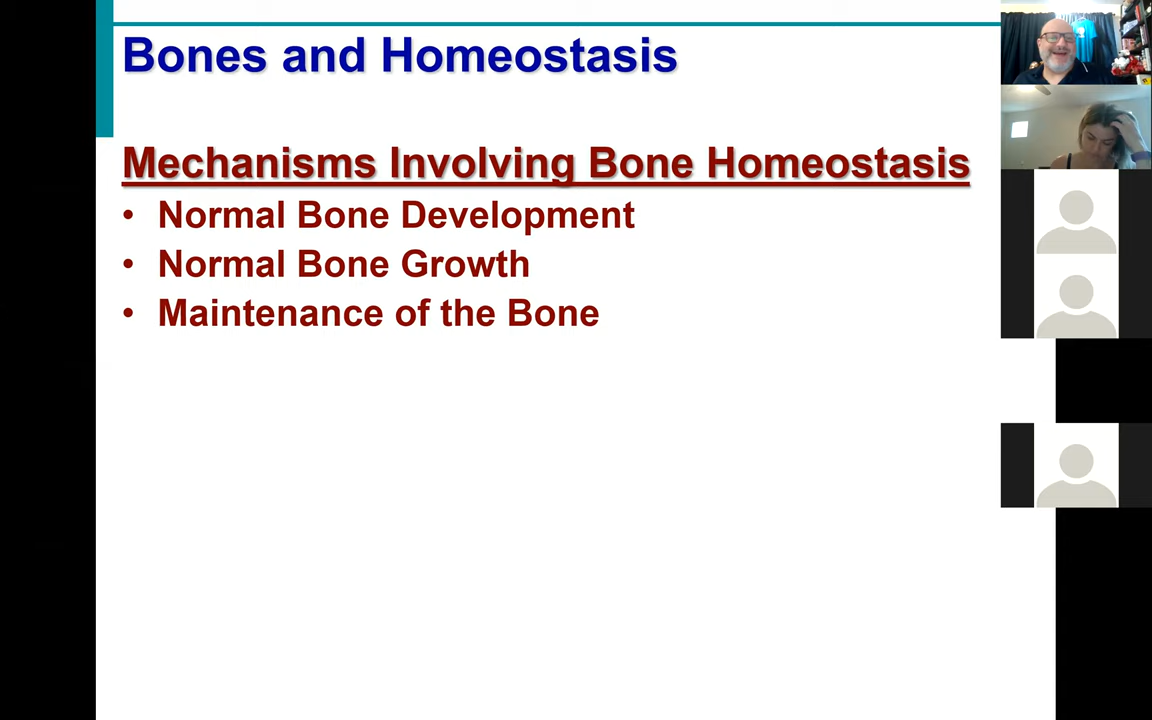 Bones and Homeostasis
Mechanisms Involving Bone Homeostasis
• Normal Bone Development
• Normal Bone Growth
• Maintenance of the Bone